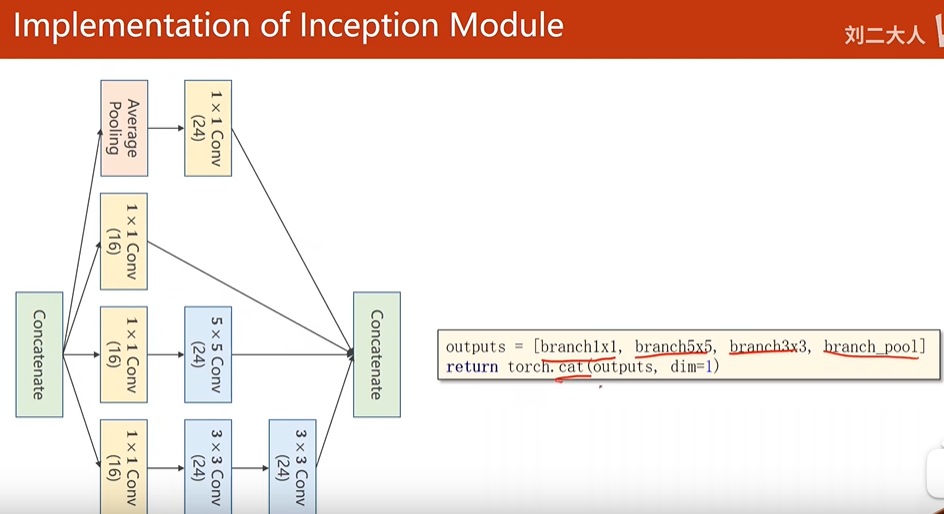 Implementation of Inception Module
刘二大人
Average
Pooling
1×1 Conv
(24)
1×1 Conv
(16)
1×1 Conv
(16)
5×5 Conv
(24)
1×1 Conv
(16)
3×3 Conv
(24)
3×3 Conv
(24)
Concatenate
Concatenate
outputs = [branch1x1, branch5x5, branch3x3, branch_pool]
return torch.cat(outputs, dim=1)